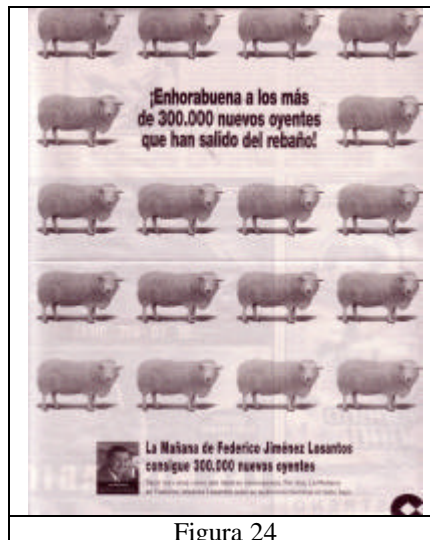 ¡Enhorabuena a los más
de 300.000 nuevos oyentes
que han salido del rebaño!
La Mañana de Federico Jiménez Losantos
consigue 300.000 nuevos oyentes
Figura 24